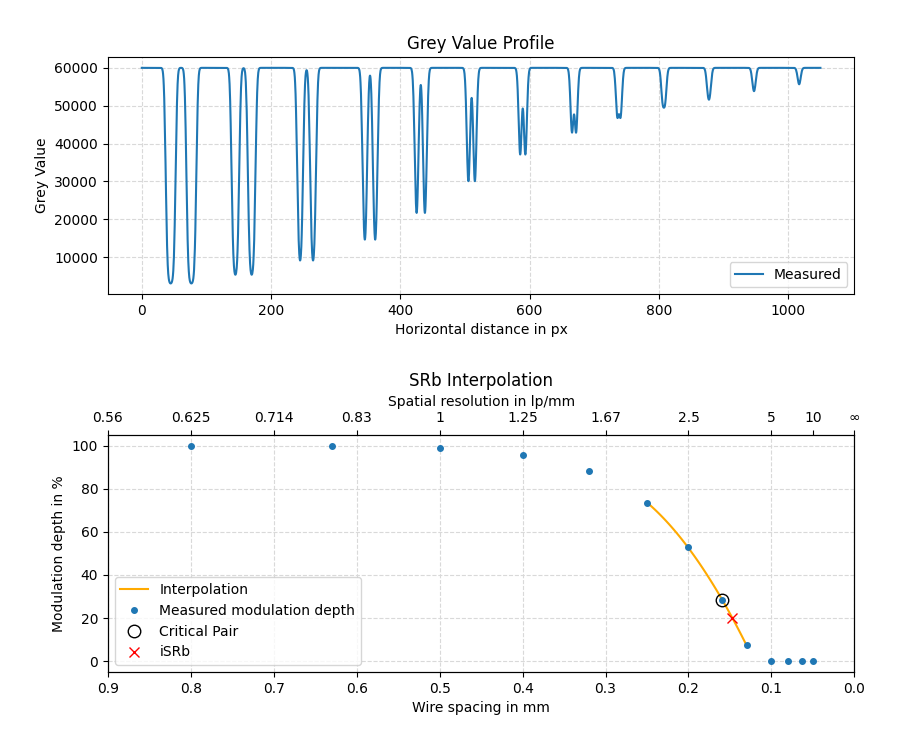 Grey Value Profile
60000
50000
40000
30000
20000
10000
Grey Value
Measured
0 200 400 600 800 1000
Horizontal distance in px
SRb Interpolation
Spatial resolution in lp/mm
0.56 0.625 0.714 0.83 1 1.25 1.67 2.5 5 10 ∞
100
80
60
40
20
0
Modulation depth in %
Interpolation
Measured modulation depth
Critical Pair
iSRb
0.9 0.8 0.7 0.6 0.5 0.4 0.3 0.2 0.1 0.0
Wire spacing in mm